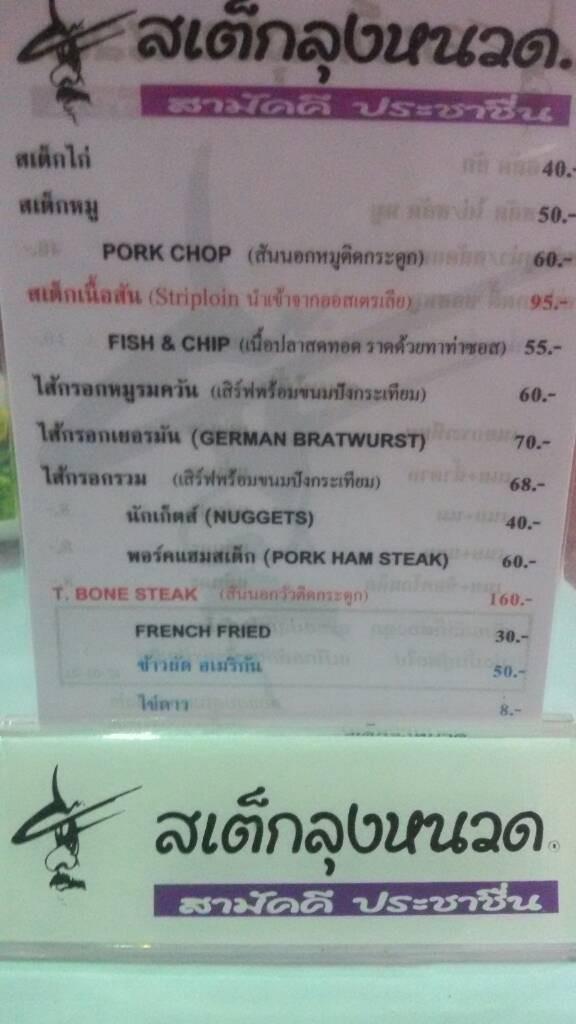 สเต็กลุงหนวด.
สามัคคี ประชาชื่น
สเต็กไก่ 40.-
สเต็กหมู 50.-
PORK CHOP (สันนอกหมูติดกระดูก) 60.-
สเต็กเนื้อสัน (Striploin นำเข้าจากออสเตรเลีย) 95.-
FISH & CHIP (เนื้อปลาสดทอด ราดด้วยทาท่าซอส) 55.-
ไส้กรอกหมูรมควัน (เสิร์ฟพร้อมขนมปังกระเทียม) 60.-
ไส้กรอกเยอรมัน (GERMAN BRATWURST) 70.-
ไส้กรอกรวม (เสิร์ฟพร้อมขนมปังกระเทียม) 68.-
นักเก็ตส์ (NUGGETS) 40.-
พอร์คแฮมสเต็ก (PORK HAM STEAK) 60.-
T. BONE STEAK (สันนอกวัวติดกระดูก) 160.-
FRENCH FRIED 30.-
ข้าวผัด อเมริกัน 50.-
ไข่ดาว 8.-
สเต็กลุงหนวด.
สามัคคี ประชาชื่น